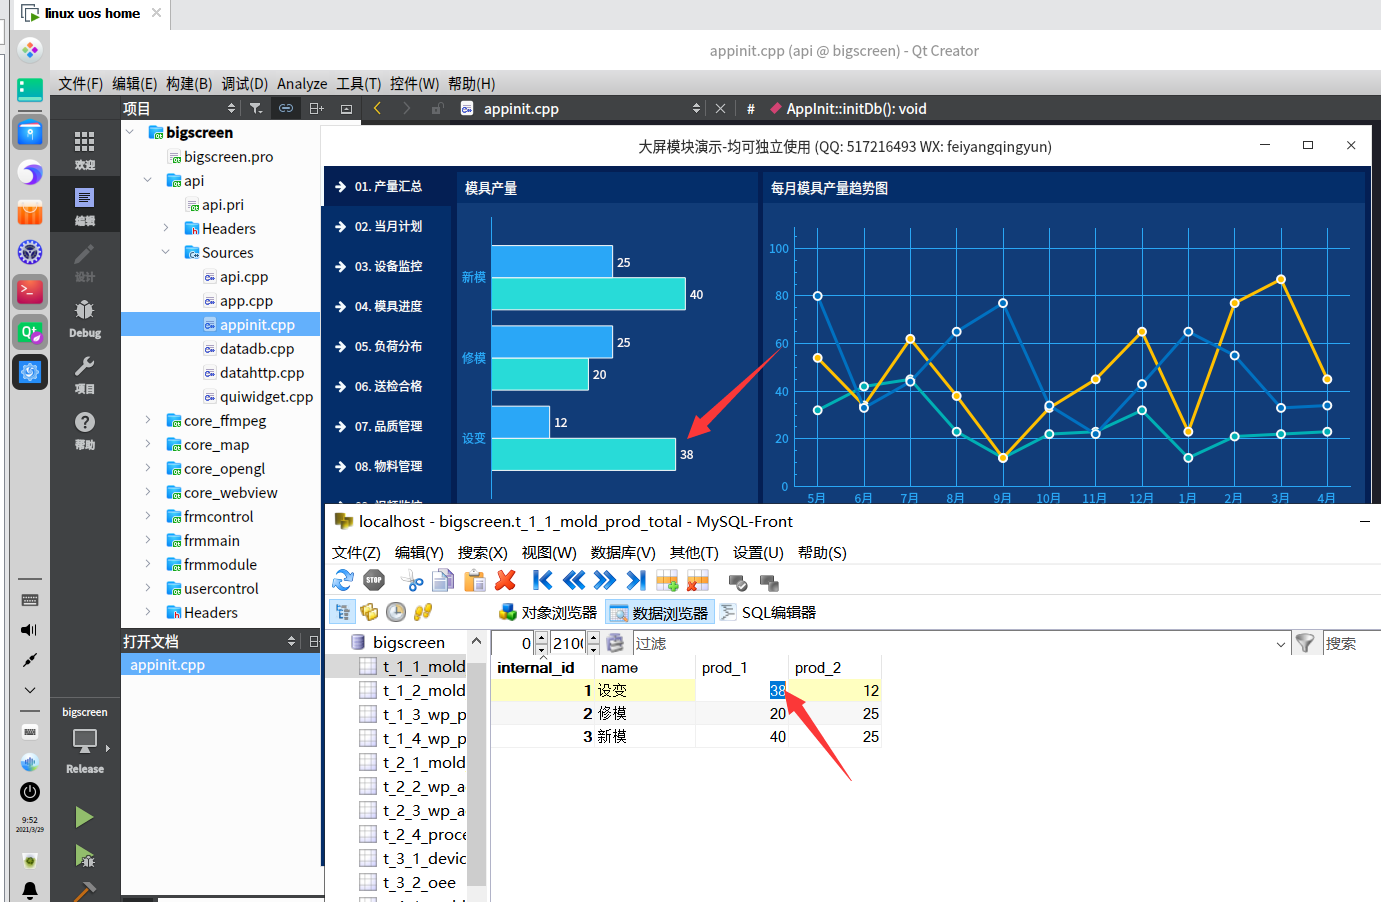 linux uos home
appinit.cpp (api @ bigscreen) - Qt Creator
文件(F) 编辑(E) 构建(B) 调试(D) Analyze 工具(T) 控件(W) 帮助(H)
项目
appinit.cpp
# AppInit::initDb(): void
欢迎
编辑
设计
Debug
项目
帮助
bigscreen
Release
bigscreen
bigscreen.pro
api
api.pri
Headers
Sources
api.cpp
app.cpp
appinit.cpp
datadb.cpp
datahttp.cpp
quiwidget.cpp
core_ffmpeg
core_map
core_opengl
core_webview
frmcontrol
frmmain
frmmodule
usercontrol
Headers
打开文档
appinit.cpp
9:52
2021/3/29
大屏模块演示-均可独立使用 (QQ: 517216493 WX: feiyangqingyun)
01. 产量汇总
02. 当月计划
03. 设备监控
04. 模具进度
05. 负荷分布
06. 送检合格
07. 品质管理
08. 物料管理
模具产量
新模
25
40
修模
25
20
设变
12
38
每月模具产量趋势图
100
80
60
40
20
0
5月 6月 7月 8月 9月 10月 11月 12月 1月 2月 3月 4月
localhost - bigscreen.t_1_1_mold_prod_total - MySQL-Front
文件(Z) 编辑(Y) 搜索(X) 视图(W) 数据库(V) 其他(T) 设置(U) 帮助(S)
STOP
对象浏览器 数据浏览器 SQL编辑器
bigscreen
t_1_1_mold
t_1_2_mold
t_1_3_wp_p
t_1_4_wp_p
t_2_1_mold
t_2_2_wp_a
t_2_3_wp_a
t_2_4_proce
t_3_1_devic
t_3_2_oee
0 2100 过滤 搜索
internal_id name prod_1 prod_2
1 设变 38 12
2 修模 20 25
3 新模 40 25